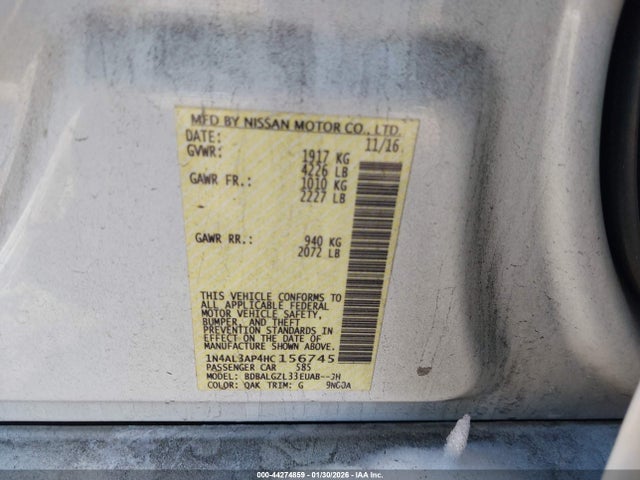 MFD BY NISSAN MOTOR CO., LTD.
DATE: 11/16
GVWR: 1917 KG
4226 LB
GAWR FR.: 1010 KG
2227 LB
GAWR RR.: 940 KG
2072 LB
THIS VEHICLE CONFORMS TO
ALL APPLICABLE FEDERAL
MOTOR VEHICLE SAFETY,
BUMPER, AND THEFT
PREVENTION STANDARDS IN
EFFECT ON THE DATE OF
MANUFACTURE SHOWN ABOVE
1N4AL3AP4HC156745
PASSENGER CAR 585
MODEL: BDBALGZL33EUAB--JH
COLOR: QAK TRIM: G
000-44274859 - 01/30/2026 - IAA Inc.